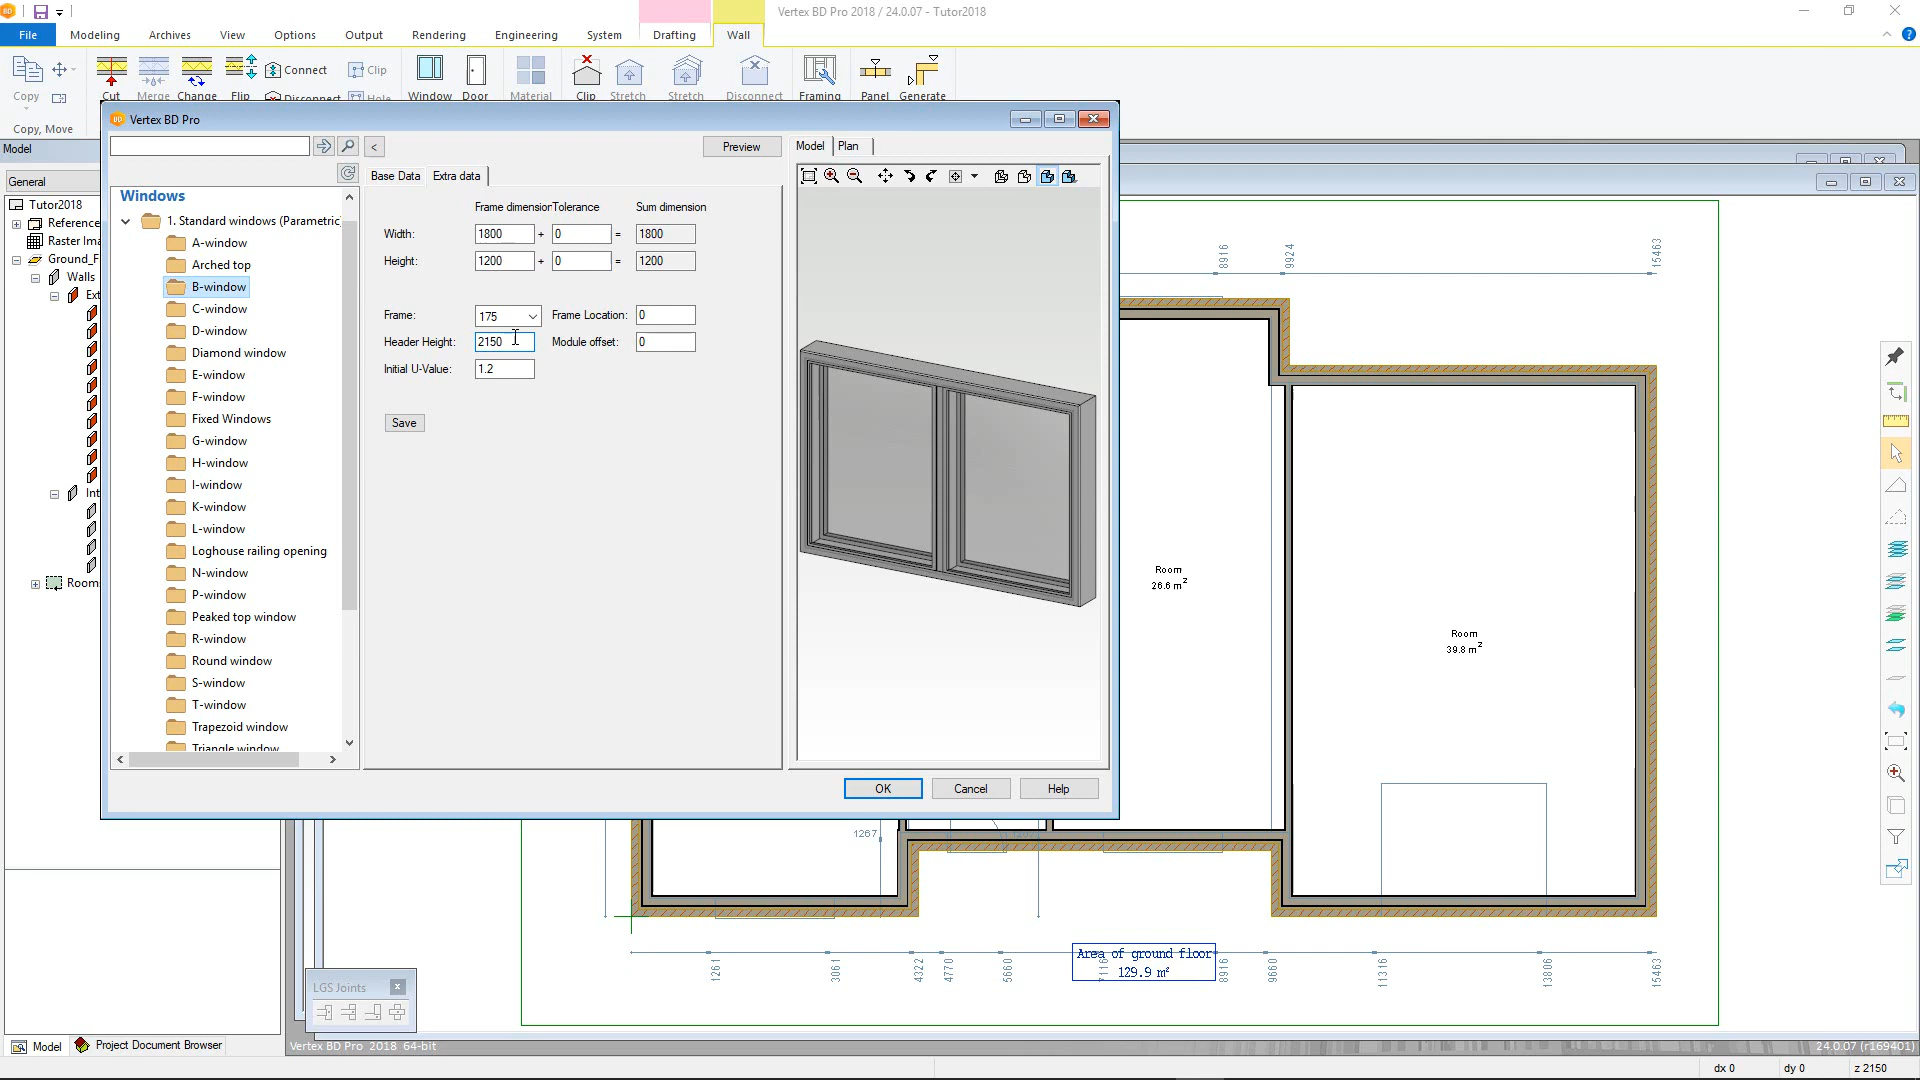 Vertex BD Pro 2018 / 24.0.07 - Tutor2018
File Modeling Archives View Options Output Rendering Engineering System Drafting Wall
Connect Clip
Copy Cut Merge Change Flip Disconnect Hole Window Door Material Clip Stretch Stretch Disconnect Framing Panel Generate
Copy, Move
Model
General
Tutor2018
Reference
Raster Ima
Ground_F
Walls
Ext
Int
Rooms
Vertex BD Pro
Preview
Windows
1. Standard windows (Parametric
A-window
Arched top
B-window
C-window
D-window
Diamond window
E-window
F-window
Fixed Windows
G-window
H-window
I-window
K-window
L-window
Loghouse railing opening
N-window
P-window
Peaked top window
R-window
Round window
S-window
T-window
Trapezoid window
Triangle window
Base Data Extra data
Frame dimension Tolerance Sum dimension
Width: 1800 + 0 = 1800
Height: 1200 + 0 = 1200
Frame: 175 Frame Location: 0
Header Height: 2150 Module offset: 0
Initial U-Value: 1.2
Save
Model Plan
OK Cancel Help
8916 9924 15463
Room
26.6 m²
Room
39.8 m²
1267
Area of ground floor
129.9 m²
1261 3061 4322 4770 5660 7116 8916 9660 11316 13806 15463
LGS Joints
Model Project Document Browser
Vertex BD Pro 2018 64-bit
24.0.07 (r169401)
dx 0 dy 0 z 2150